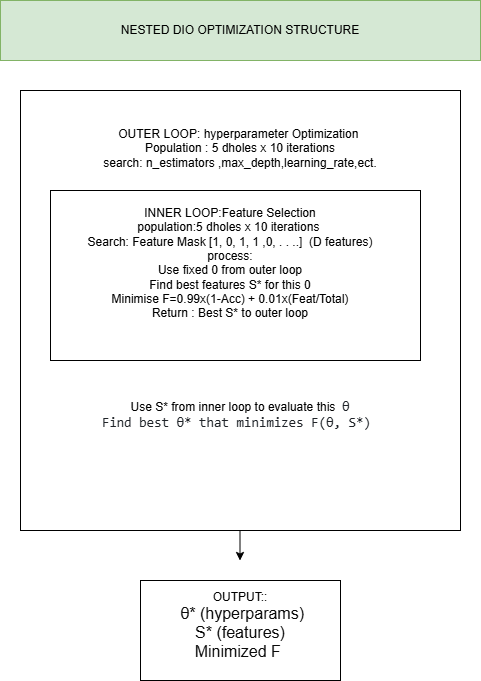 NESTED DIO OPTIMIZATION STRUCTURE
OUTER LOOP: hyperparameter Optimization
Population : 5 dholes x 10 iterations
search: n_estimators ,max_depth,learning_rate,ect.
INNER LOOP:Feature Selection
population:5 dholes x 10 iterations
Search: Feature Mask [1, 0, 1, 1 ,0, . . ..] (D features)
process:
Use fixed 0 from outer loop
Find best features S* for this 0
Minimise F=0.99x(1-Acc) + 0.01x(Feat/Total)
Return : Best S* to outer loop
Use S* from inner loop to evaluate this θ
Find best θ* that minimizes F(θ, S*)
OUTPUT::
θ* (hyperparams)
S* (features)
Minimized F